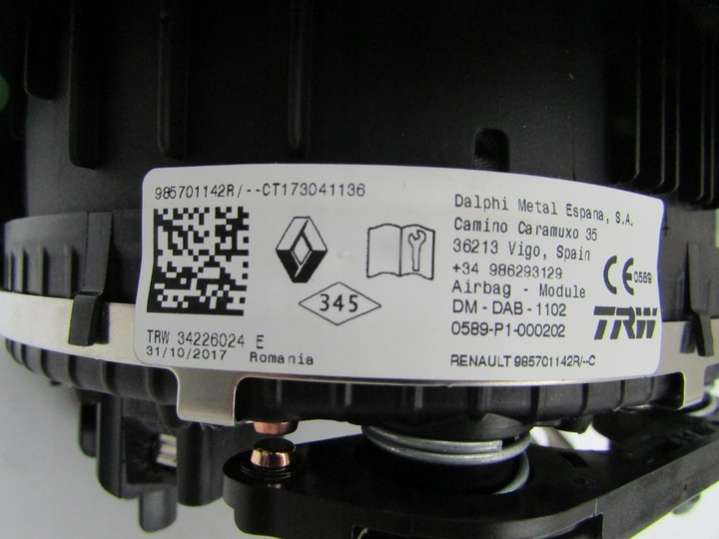 985701142R/--CT173041136
Dalphi Metal Espana, S.A.
Camino Caramuxo 35
36213 Vigo, Spain
+34 986293129
Airbag - Module
DM - DAB - 1102
0589-P1-000202
CE 0589
TRW
345
TRW 34226024 E
31/10/2017 Romania
RENAULT 985701142R/--C